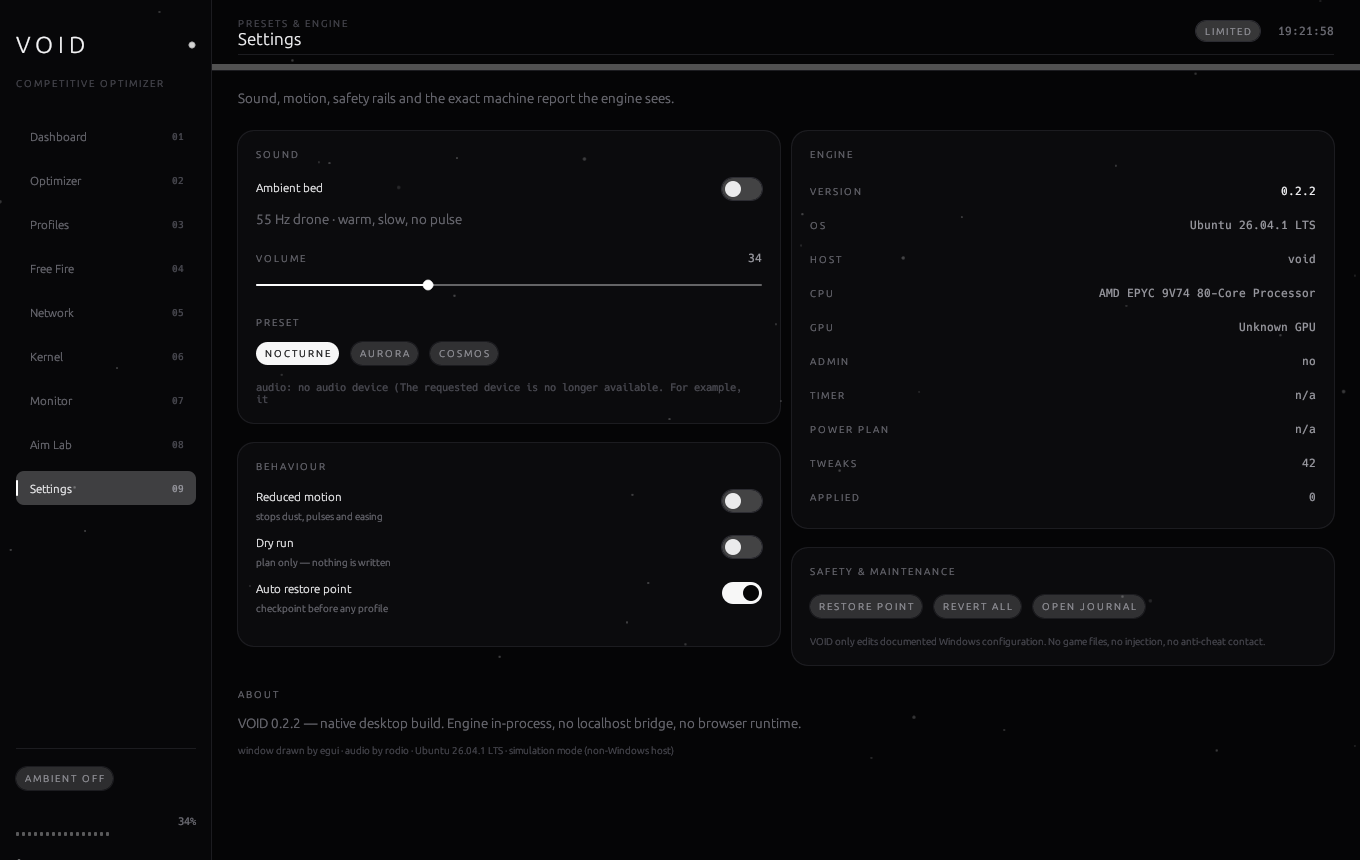 VOID
COMPETITIVE OPTIMIZER
Dashboard 01
Optimizer 02
Profiles 03
Free Fire 04
Network 05
Kernel 06
Monitor 07
Aim Lab 08
Settings 09
AMBIENT OFF
34%
PRESETS & ENGINE
Settings
LIMITED 19:21:58
Sound, motion, safety rails and the exact machine report the engine sees.
SOUND
Ambient bed
55 Hz drone · warm, slow, no pulse
VOLUME 34
PRESET
NOCTURNE AURORA COSMOS
audio: no audio device (The requested device is no longer available. For example,
it
BEHAVIOUR
Reduced motion
stops dust, pulses and easing
Dry run
plan only — nothing is written
Auto restore point
checkpoint before any profile
ENGINE
VERSION 0.2.2
OS Ubuntu 26.04.1 LTS
HOST void
CPU AMD EPYC 9V74 80-Core Processor
GPU Unknown GPU
ADMIN no
TIMER n/a
POWER PLAN n/a
TWEAKS 42
APPLIED 0
SAFETY & MAINTENANCE
RESTORE POINT REVERT ALL OPEN JOURNAL
VOID only edits documented Windows configuration. No game files, no injection, no anti-cheat contact.
ABOUT
VOID 0.2.2 — native desktop build. Engine in-process, no localhost bridge, no browser runtime.
window drawn by egui · audio by rodio · Ubuntu 26.04.1 LTS · simulation mode (non-Windows host)